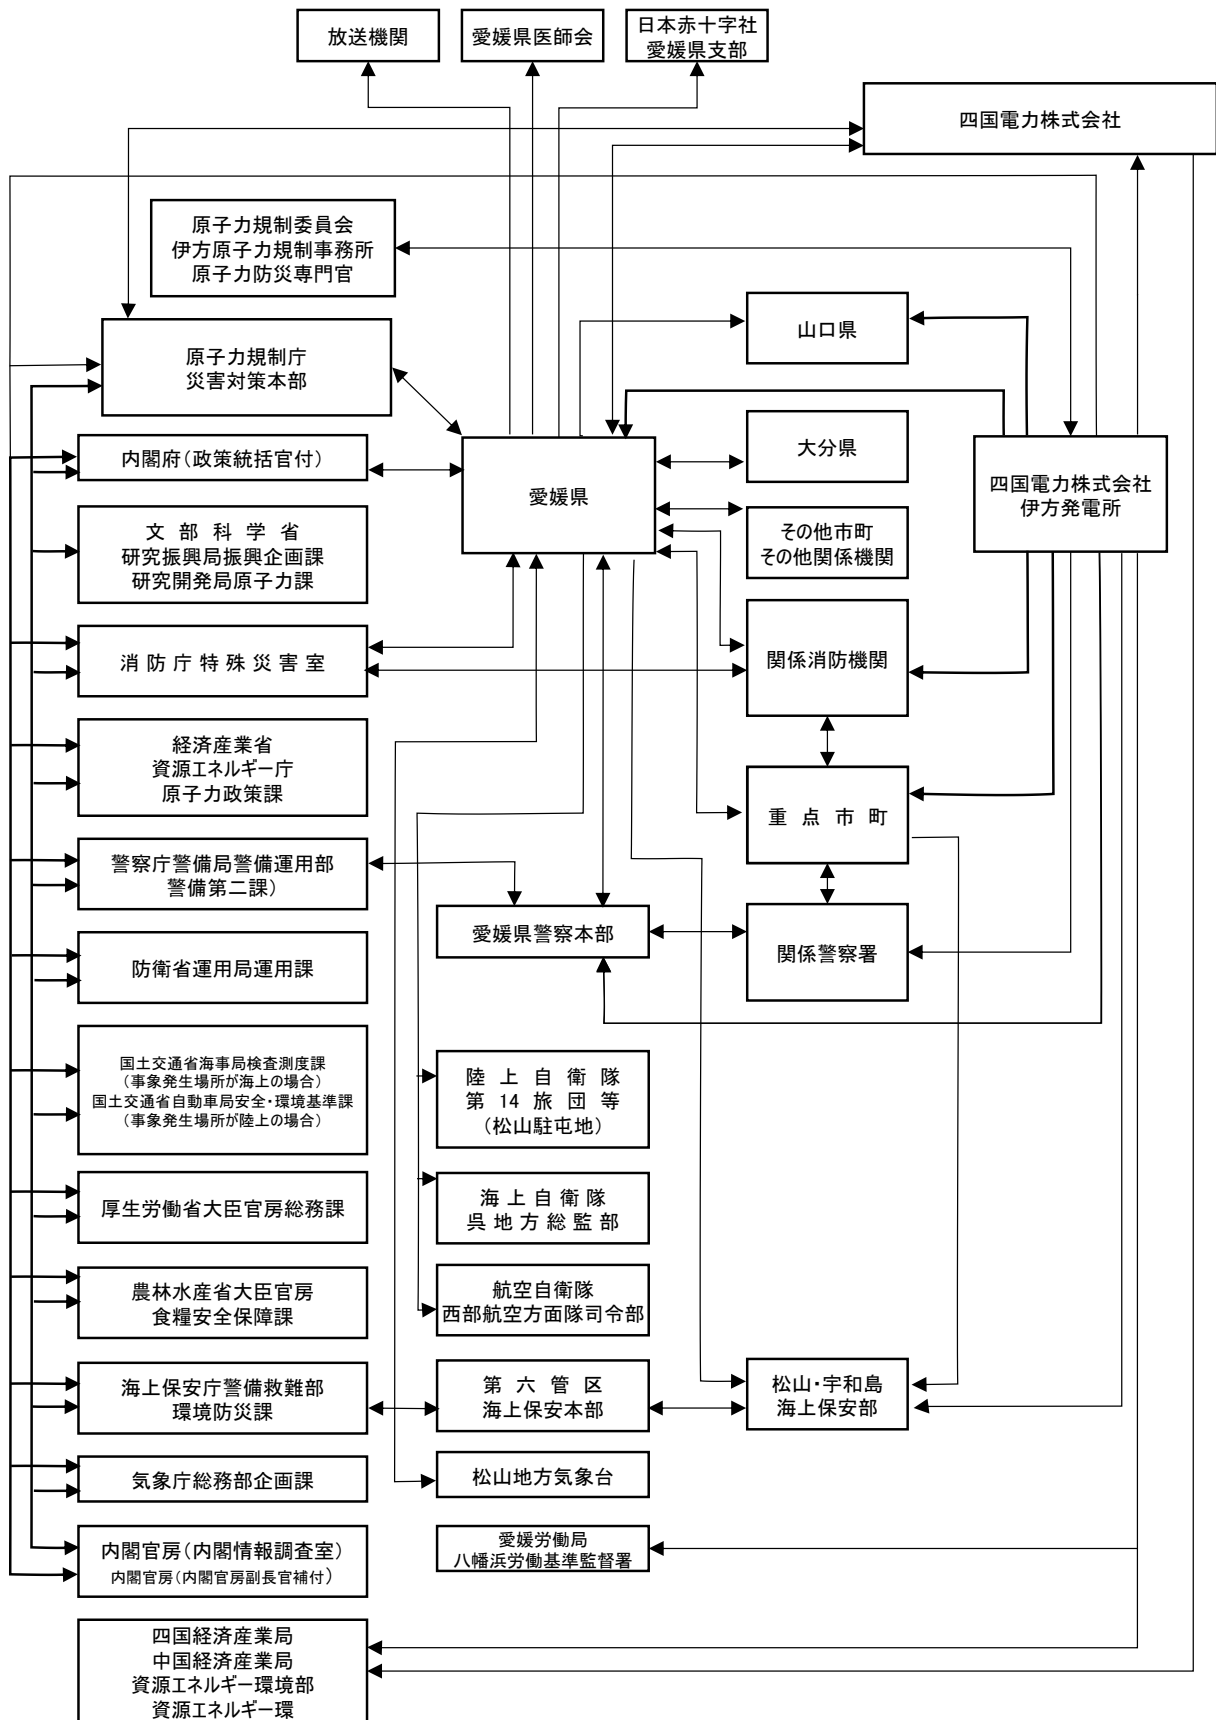 放送機関
愛媛県医師会
日本赤十字社
愛媛県支部
四国電力株式会社
原子力規制委員会
伊方原子力規制事務所
原子力防災専門官
山口県
原子力規制庁
災害対策本部
大分県
内閣府(政策統括官付)
愛媛県
四国電力株式会社
伊方発電所
文 部 科 学 省
研究振興局振興企画課
研究開発局原子力課
その他市町
その他関係機関
消 防 庁 特 殊 災 害 室
関係消防機関
経済産業省
資源エネルギー庁
原子力政策課
重 点 市 町
警察庁警備局警備運用部
警備第二課)
愛媛県警察本部
関係警察署
防衛省運用局運用課
国土交通省海事局検査測度課
(事象発生場所が海上の場合)
国土交通省自動車局安全・環境基準課
(事象発生場所が陸上の場合)
陸 上 自 衛 隊
第 14 旅 団 等
(松山駐屯地)
厚生労働省大臣官房総務課
海 上 自 衛 隊
呉 地 方 総 監 部
農林水産省大臣官房
食糧安全保障課
航空自衛隊
西部航空方面隊司令部
海上保安庁警備救難部
環境防災課
第 六 管 区
海上保安本部
松山・宇和島
海上保安部
気象庁総務部企画課
松山地方気象台
内閣官房(内閣情報調査室)
内閣官房(内閣官房副長官補付)
愛媛労働局
八幡浜労働基準監督署
四国経済産業局
中国経済産業局
資源エネルギー環境部
資源エネルギー環